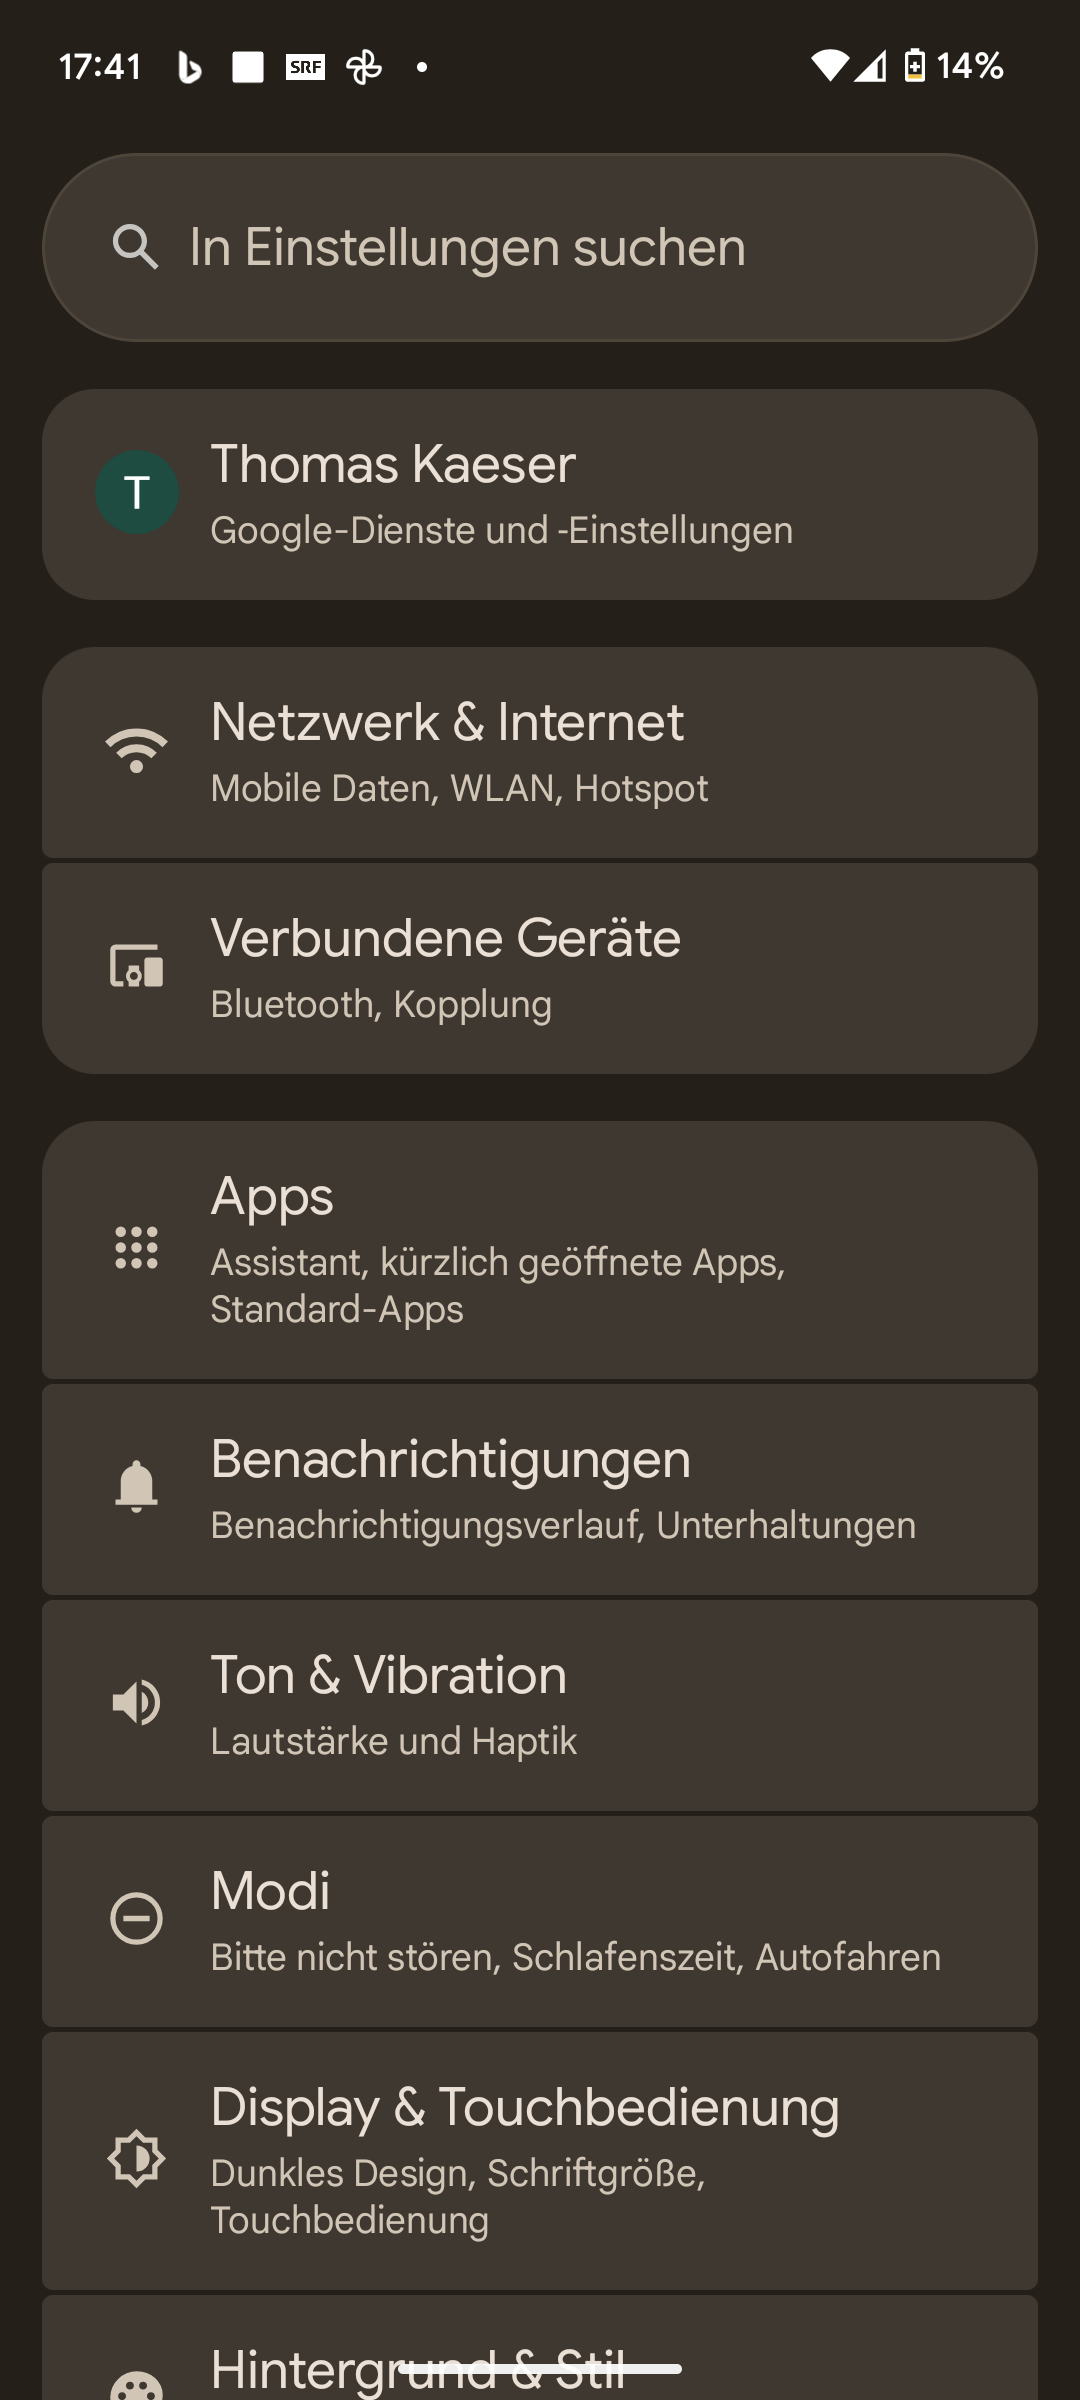 17:41 SRF 14%
In Einstellungen suchen
T
Thomas Kaeser
Google-Dienste und -Einstellungen
Netzwerk & Internet
Mobile Daten, WLAN, Hotspot
Verbundene Geräte
Bluetooth, Kopplung
Apps
Assistant, kürzlich geöffnete Apps,
Standard-Apps
Benachrichtigungen
Benachrichtigungsverlauf, Unterhaltungen
Ton & Vibration
Lautstärke und Haptik
Modi
Bitte nicht stören, Schlafenszeit, Autofahren
Display & Touchbedienung
Dunkles Design, Schriftgröße,
Touchbedienung
Hintergrund & Stil